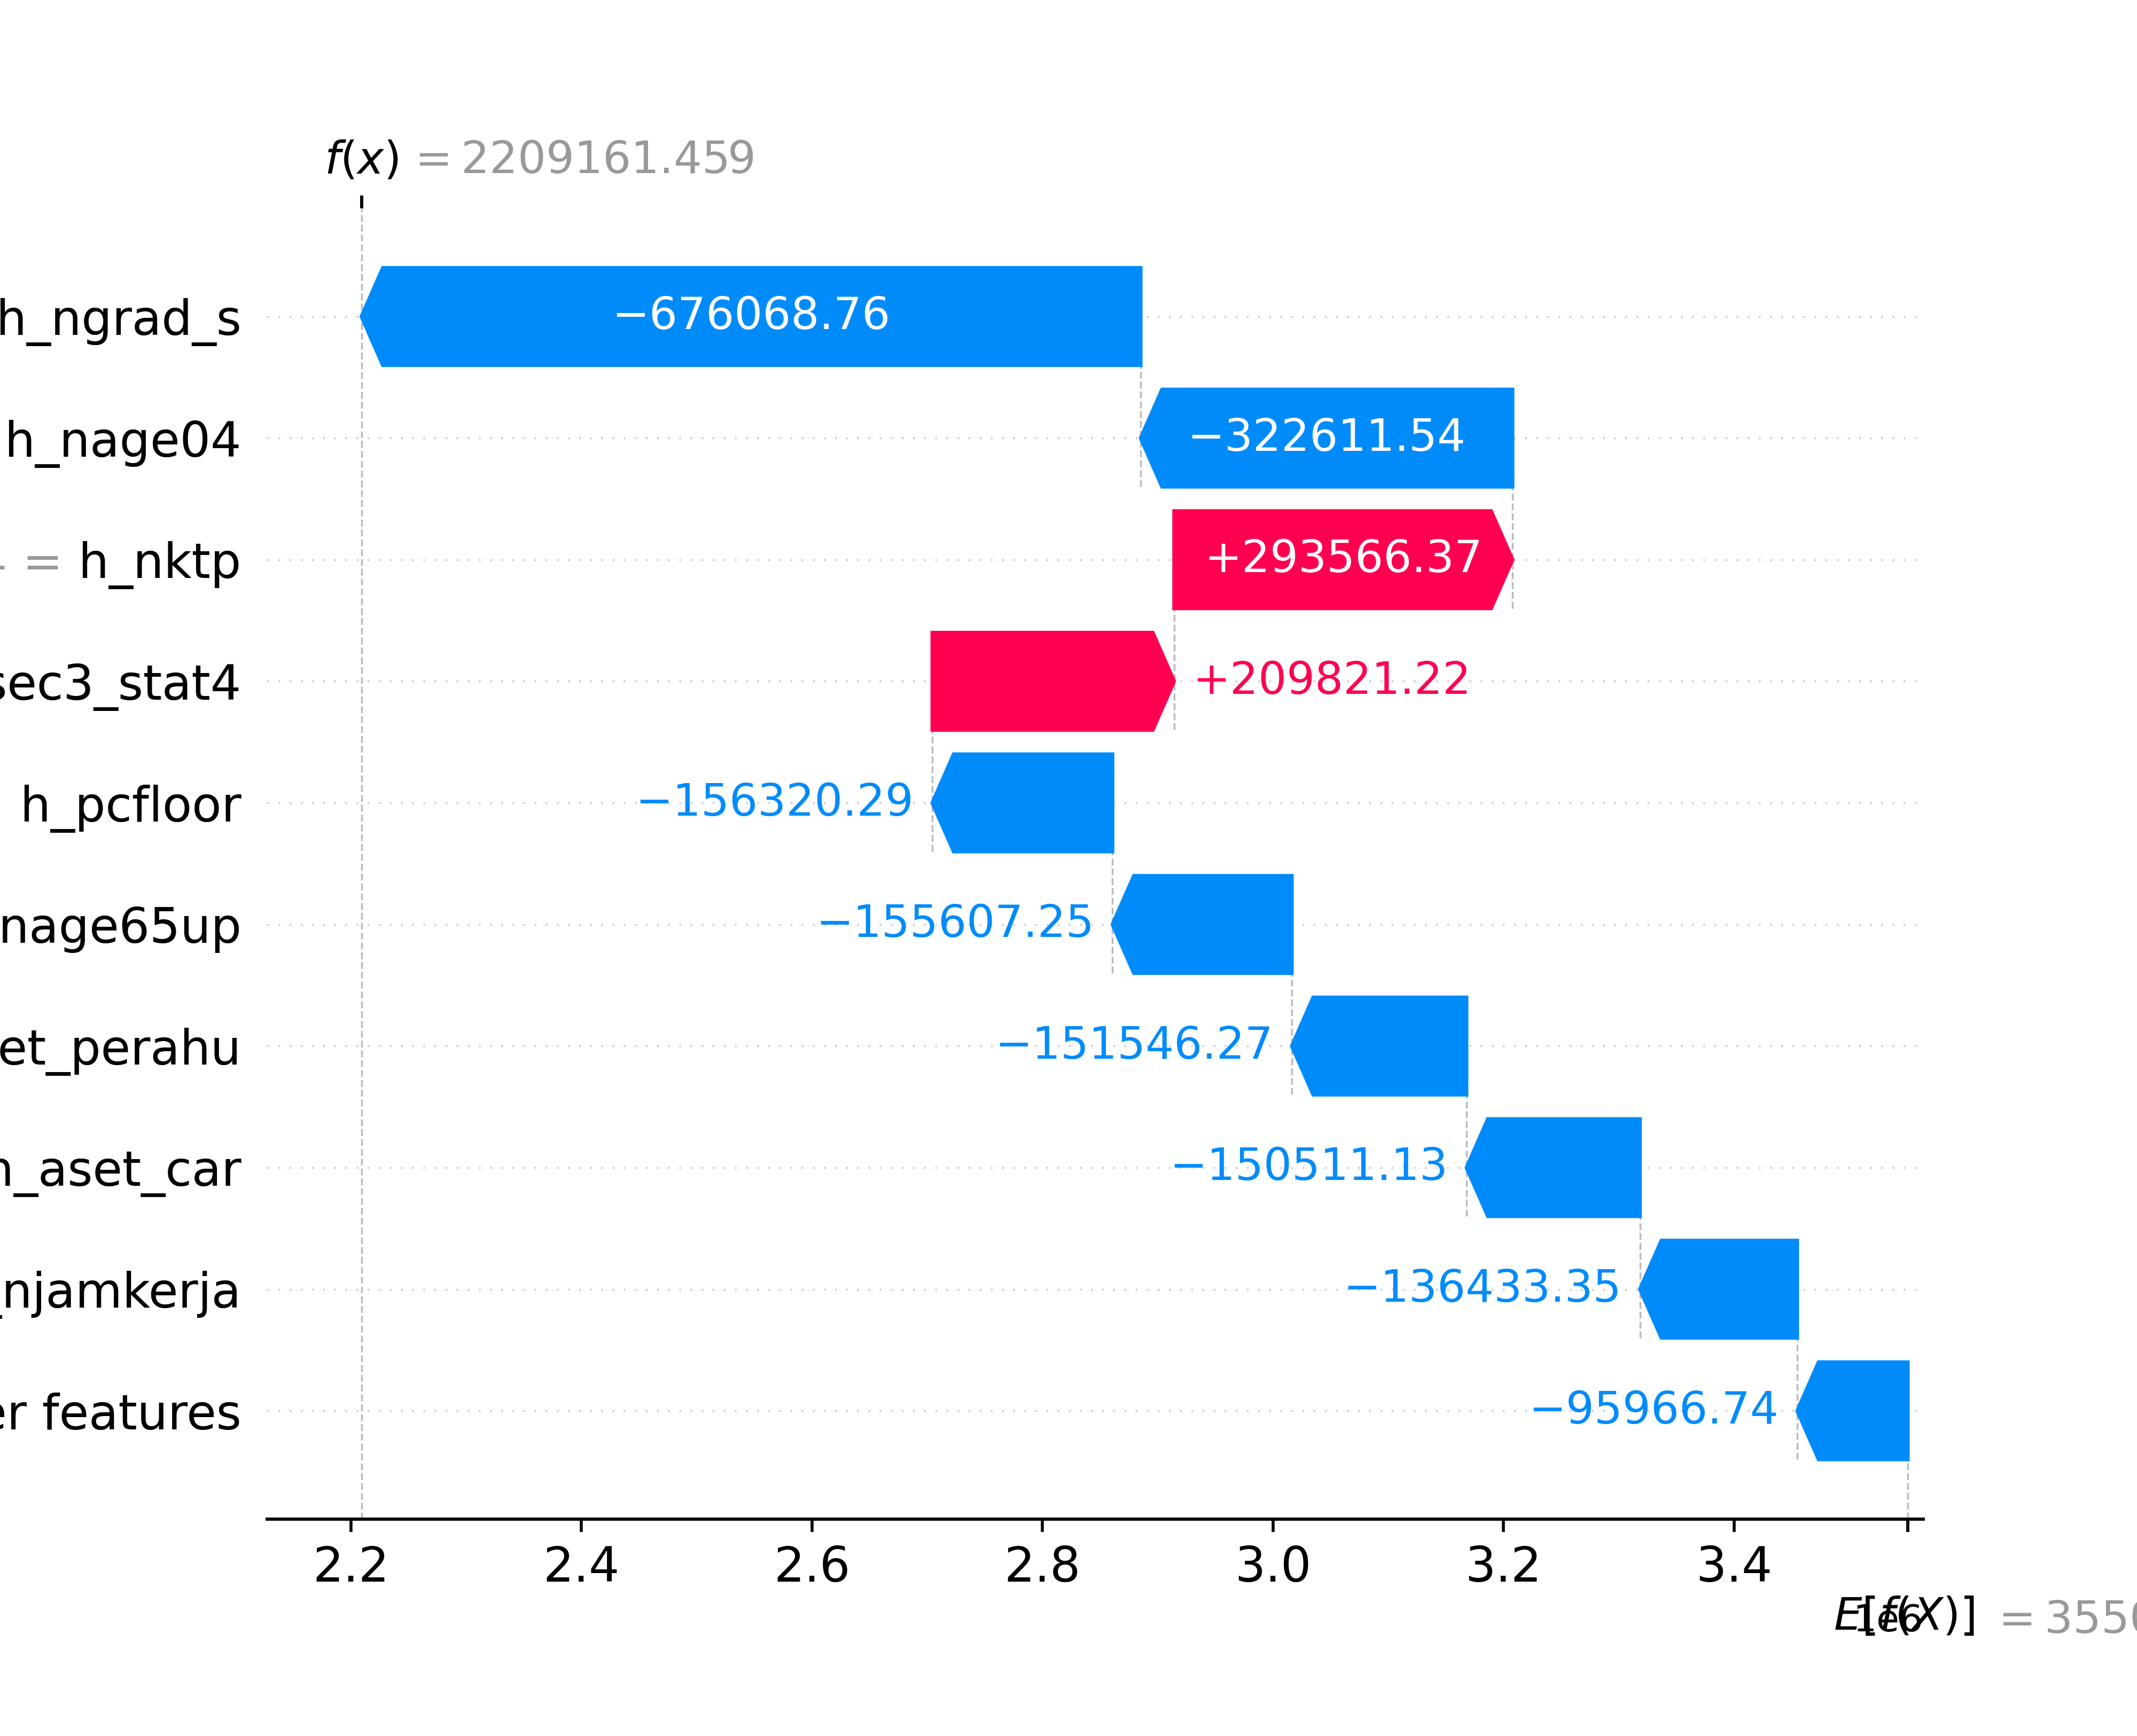 f(x) = 2209161.459
h_ngrad_s −676068.76
h_nage04 −322611.54
= h_nktp +293566.37
sec3_stat4 +209821.22
h_pcfloor −156320.29
nage65up −155607.25
et_perahu −151546.27
_aset_car −150511.13
njamkerja −136433.35
er features −95966.74
2.2 2.4 2.6 2.8 3.0 3.2 3.4
E[f(X)] = 355
1e6